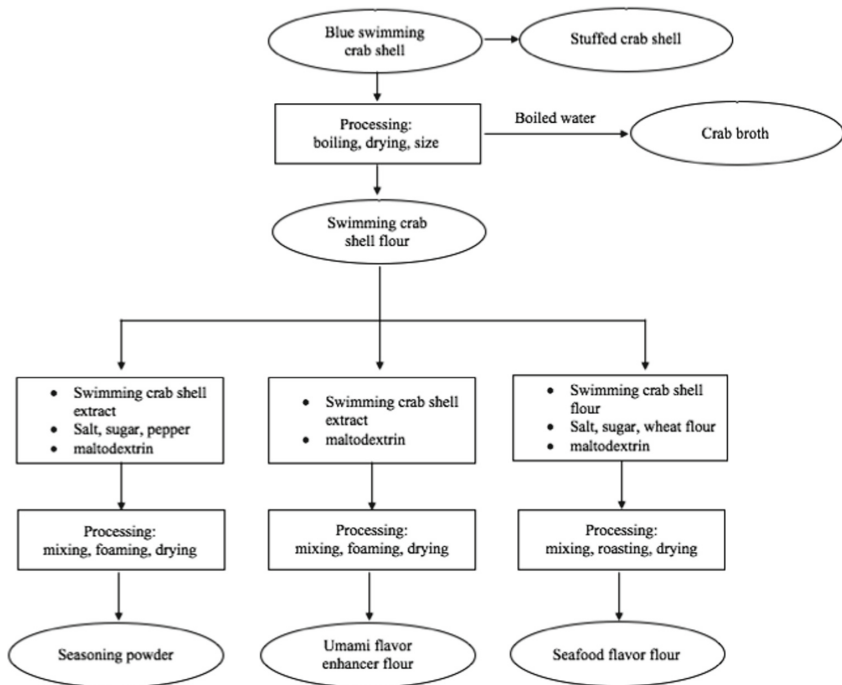 Blue swimming
crab shell
Stuffed crab shell
Processing:
boiling, drying, size
Boiled water
Crab broth
Swimming crab
shell flour
• Swimming crab shell
extract
• Salt, sugar, pepper
• maltodextrin
• Swimming crab shell
extract
• maltodextrin
• Swimming crab shell
flour
• Salt, sugar, wheat flour
• maltodextrin
Processing:
mixing, foaming, drying
Processing:
mixing, foaming, drying
Processing:
mixing, roasting, drying
Seasoning powder
Umami flavor
enhancer flour
Seafood flavor flour